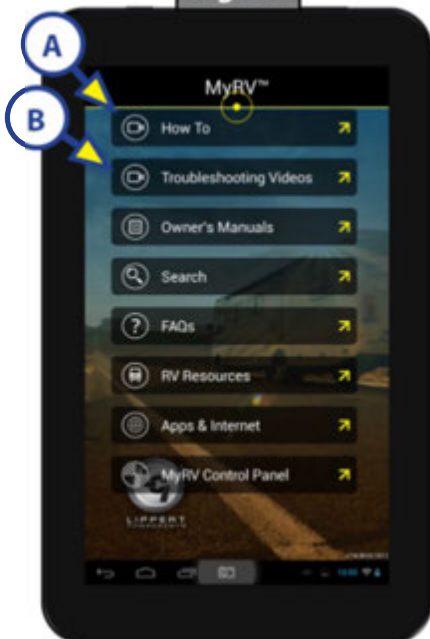 A
B
MyRV™
How To
Troubleshooting Videos
Owner's Manuals
Search
? FAQs
RV Resources
Apps & Internet
MyRV Control Panel
LIPPERT